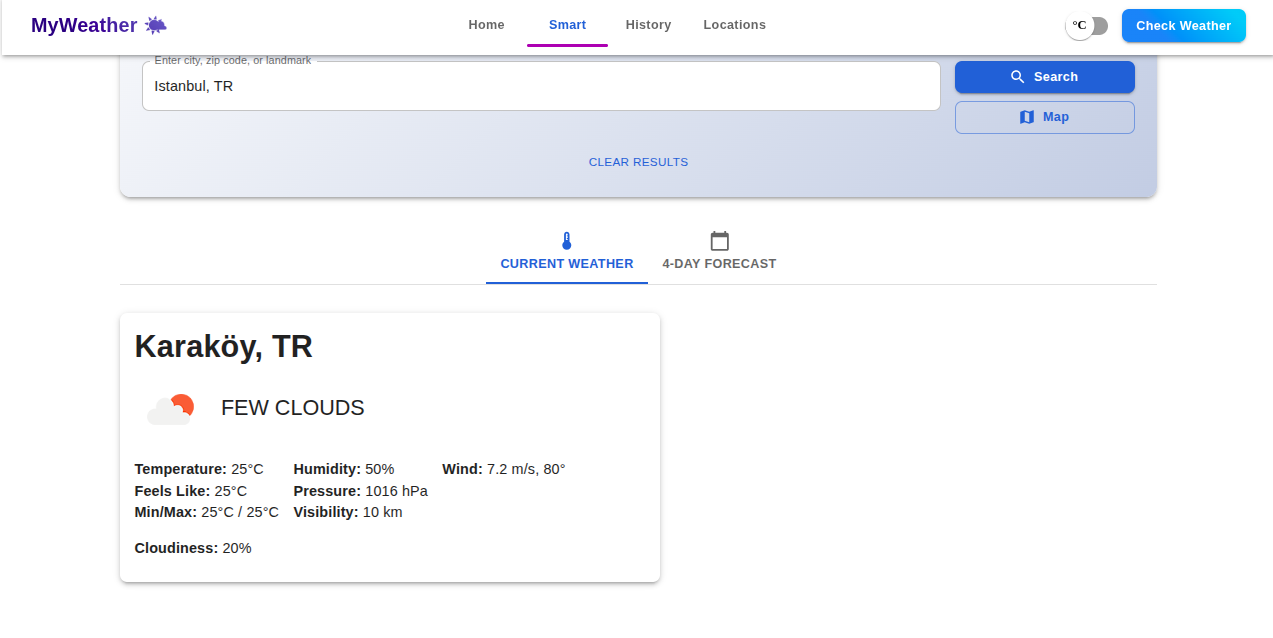 MyWeather
Home
Smart
History
Locations
°C
Check Weather
Enter city, zip code, or landmark
Istanbul, TR
Search
Map
CLEAR RESULTS
CURRENT WEATHER
4-DAY FORECAST
Karaköy, TR
FEW CLOUDS
Temperature: 25°C
Feels Like: 25°C
Min/Max: 25°C / 25°C
Humidity: 50%
Pressure: 1016 hPa
Visibility: 10 km
Wind: 7.2 m/s, 80°
Cloudiness: 20%